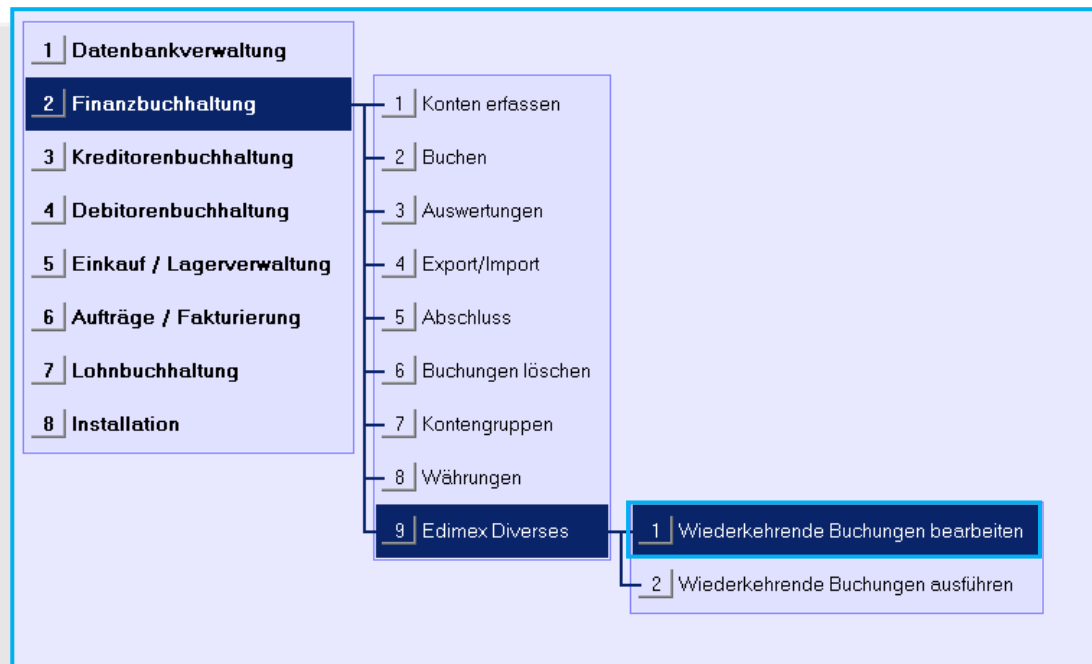 1 Datenbankverwaltung
2 Finanzbuchhaltung
3 Kreditorenbuchhaltung
4 Debitorenbuchhaltung
5 Einkauf / Lagerverwaltung
6 Aufträge / Fakturierung
7 Lohnbuchhaltung
8 Installation
1 Konten erfassen
2 Buchen
3 Auswertungen
4 Export/Import
5 Abschluss
6 Buchungen löschen
7 Kontengruppen
8 Währungen
9 Edimex Diverses
1 Wiederkehrende Buchungen bearbeiten
2 Wiederkehrende Buchungen ausführen